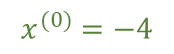 x^{(0)} = −4